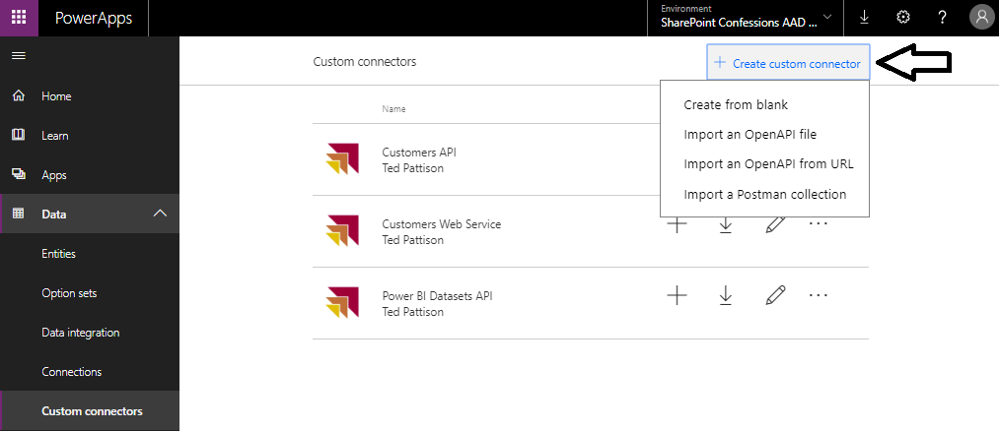 PowerApps
Environment
SharePoint Confessions AAD ...
?
Home
Learn
Apps
Data
Entities
Option sets
Data integration
Connections
Custom connectors
Custom connectors
Create custom connector
Create from blank
Import an OpenAPI file
Import an OpenAPI from URL
Import a Postman collection
Name
Customers API
Ted Pattison
Customers Web Service
Ted Pattison
Power BI Datasets API
Ted Pattison